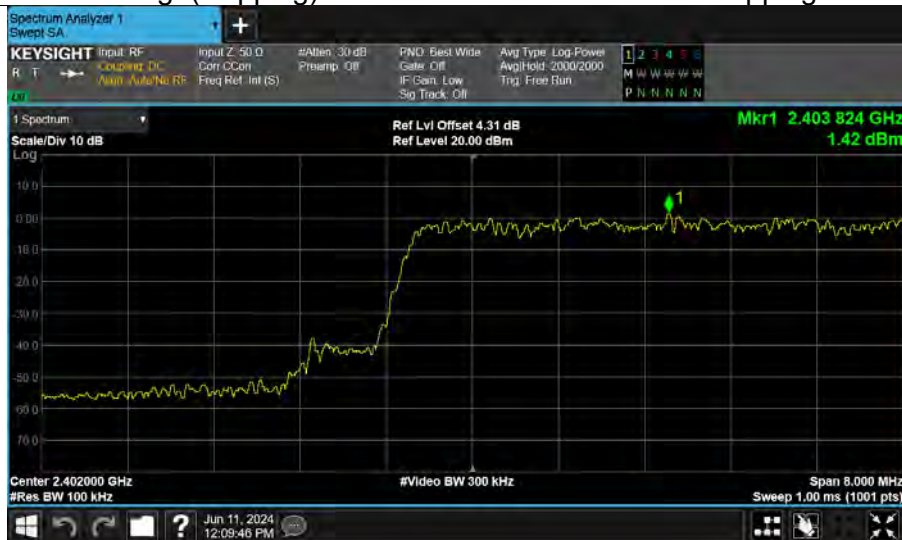 Spectrum Analyzer 1
Swept SA
+
KEYSIGHT Input: RF Input Z: 50 Ω #Atten: 30 dB PNO: Best Wide Avg Type: Log-Power 1 2 3 4 5 6
R T Coupling: DC Corr CCorr Preamp: Off Gate: Off Avg|Hold: 2000/2000 M W W W W W
Align: Auto/No RF Freq Ref: Int (S) IF Gain: Low Trig: Free Run
Sig Track: Off P N N N N N
1 Spectrum Ref Lvl Offset 4.31 dB Mkr1 2.403 824 GHz
Scale/Div 10 dB Ref Level 20.00 dBm 1.42 dBm
Log
10.0
0.00
-10.0
-20.0
-30.0
-40.0
-50.0
-60.0
-70.0
1
Center 2.402000 GHz #Video BW 300 kHz Span 8.000 MHz
#Res BW 100 kHz Sweep 1.00 ms (1001 pts)
? Jun 11, 2024
12:09:46 PM